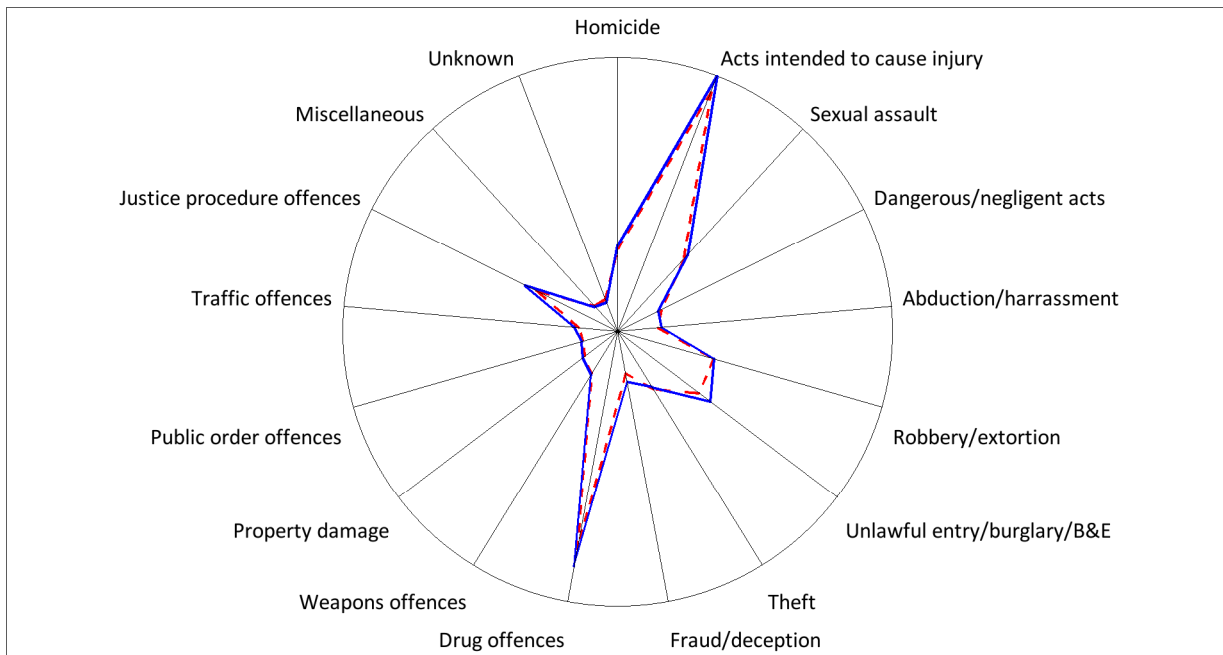 Homicide
Acts intended to cause injury
Sexual assault
Dangerous/negligent acts
Abduction/harrassment
Robbery/extortion
Unlawful entry/burglary/B&E
Theft
Fraud/deception
Drug offences
Weapons offences
Property damage
Public order offences
Traffic offences
Justice procedure offences
Miscellaneous
Unknown